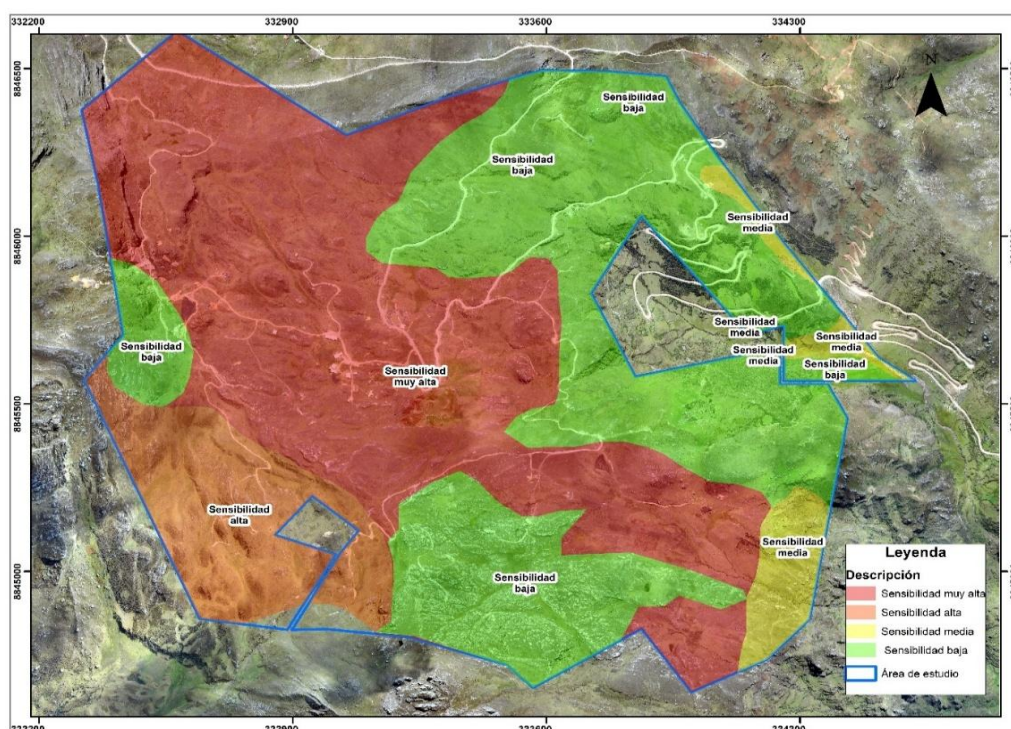 332200 332900 333600 334300
8846500
N
Sensibilidad
baja
Sensibilidad
baja
Sensibilidad
media
8846000
Sensibilidad
media
Sensibilidad
media
Sensibilidad
baja
Sensibilidad
media
Sensibilidad
baja
Sensibilidad
muy alta
8845500
Sensibilidad
alta
Sensibilidad
media
Sensibilidad
baja
8845000
Leyenda
Descripción
Sensibilidad muy alta
Sensibilidad alta
Sensibilidad media
Sensibilidad baja
Área de estudio